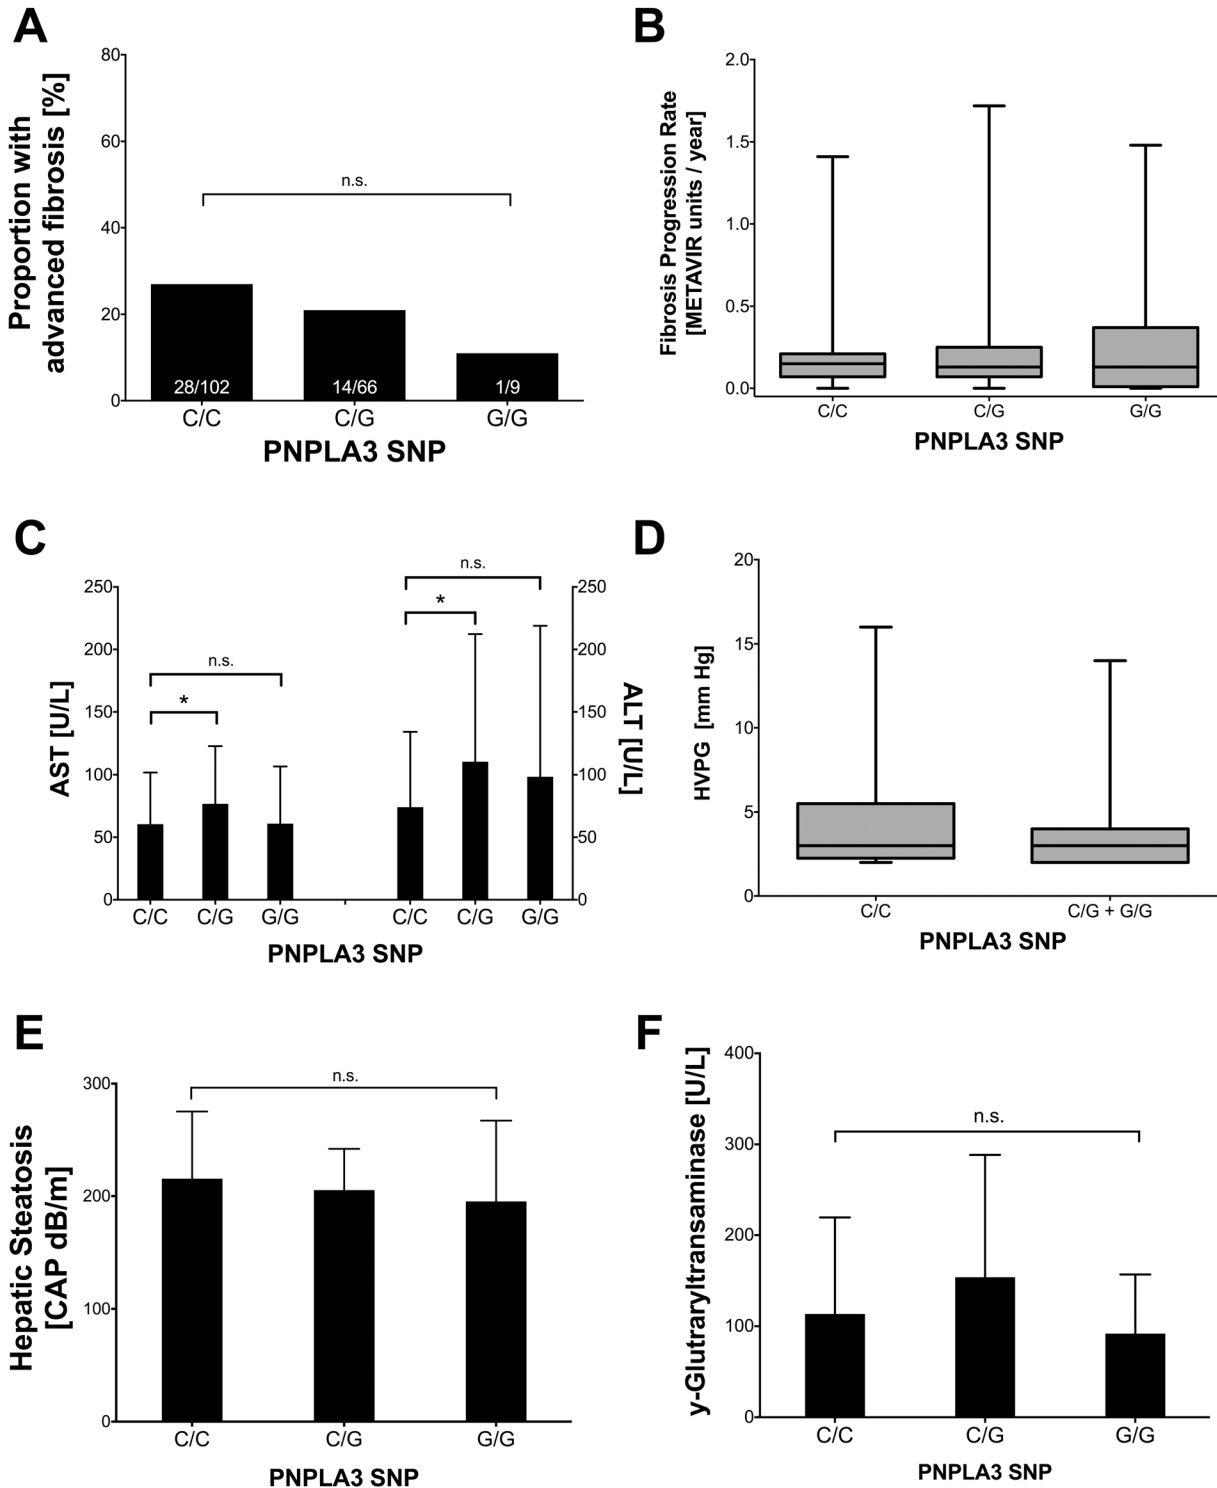 A
Proportion with
advanced fibrosis [%]
80
60
40
20
0
n.s.
28/102
14/66
1/9
C/C
C/G
G/G
PNPLA3 SNP
B
Fibrosis Progression Rate
[METAVIR units / year]
2.0
1.5
1.0
0.5
0.0
C/C
C/G
G/G
PNPLA3 SNP
C
AST [U/L]
250
200
150
100
50
0
n.s.
*
n.s.
*
250
200
150
100
50
0
ALT [U/L]
C/C
C/G
G/G
C/C
C/G
G/G
PNPLA3 SNP
D
HVPG [mm Hg]
20
15
10
5
0
C/C
C/G + G/G
PNPLA3 SNP
E
Hepatic Steatosis
[CAP dB/m]
300
200
100
0
n.s.
C/C
C/G
G/G
PNPLA3 SNP
F
y-Glutraryltransaminase [U/L]
400
300
200
100
0
n.s.
C/C
C/G
G/G
PNPLA3 SNP